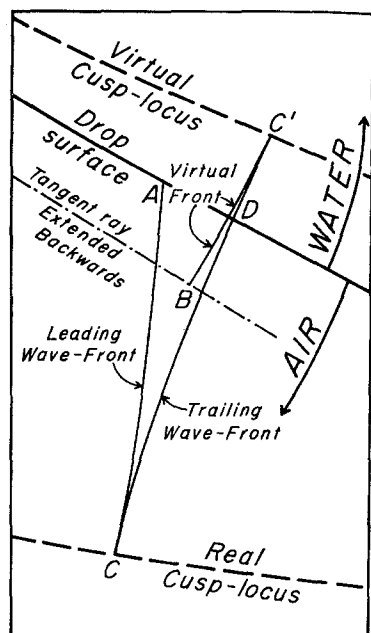 Virtual
Cusp-locus
C'
Drop
surface
Virtual
Front
WATER
A
D
Tangent ray
Extended
Backwards
B
AIR
Leading
Wave-Front
Trailing
Wave-Front
C
Real
Cusp-locus